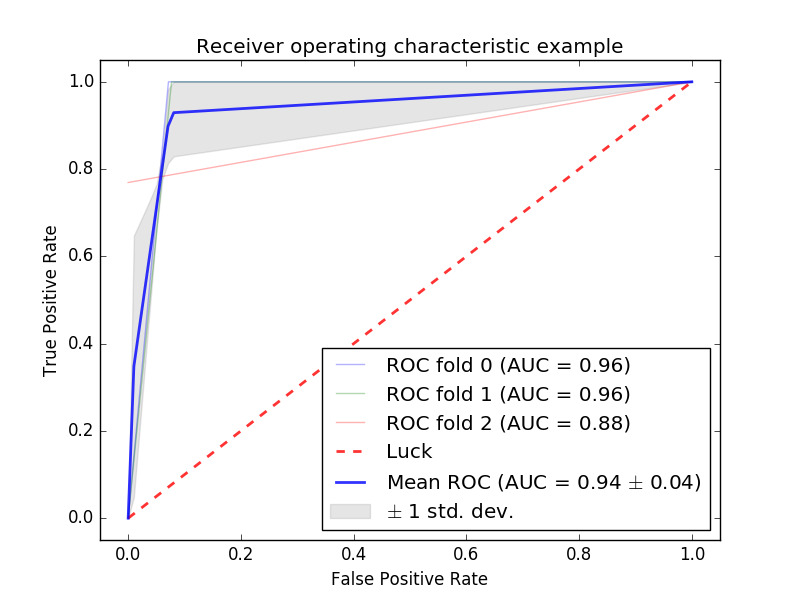 Receiver operating characteristic example
True Positive Rate
1.0
0.8
0.6
0.4
0.2
0.0
ROC fold 0 (AUC = 0.96)
ROC fold 1 (AUC = 0.96)
ROC fold 2 (AUC = 0.88)
Luck
Mean ROC (AUC = 0.94 ± 0.04)
± 1 std. dev.
0.0 0.2 0.4 0.6 0.8 1.0
False Positive Rate